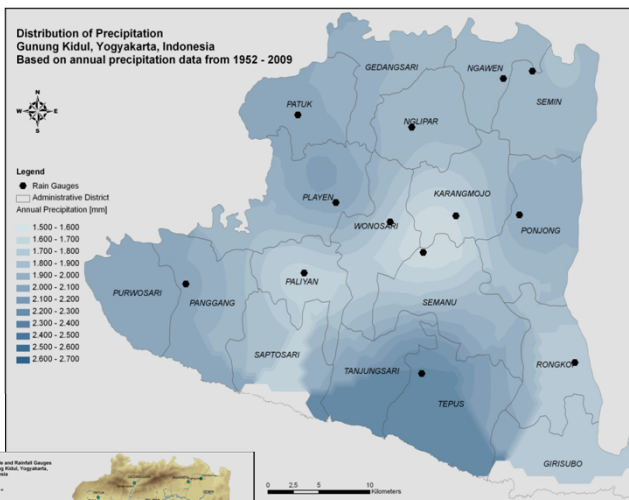 Distribution of Precipitation
Gunung Kidul, Yogyakarta, Indonesia
Based on annual precipitation data from 1952 - 2009
N
W E
S
GEDANGSARI
NGAWEN
SEMIN
PATUK
NGLIPAR
PLAYEN
KARANGMOJO
WONOSARI
PONJONG
PURWOSARI
PANGGANG
PALIYAN
SEMANU
SAPTOSARI
TANJUNGSARI
TEPUS
RONGKOP
GIRISUBO
Legend
Rain Gauges
Administrative District
Annual Precipitation [mm]
1.500 - 1.600
1.600 - 1.700
1.700 - 1.800
1.800 - 1.900
1.900 - 2.000
2.000 - 2.100
2.100 - 2.200
2.200 - 2.300
2.300 - 2.400
2.400 - 2.500
2.500 - 2.600
2.600 - 2.700
0 2.5 5 10
Kilometers
and Rainfall Gauges